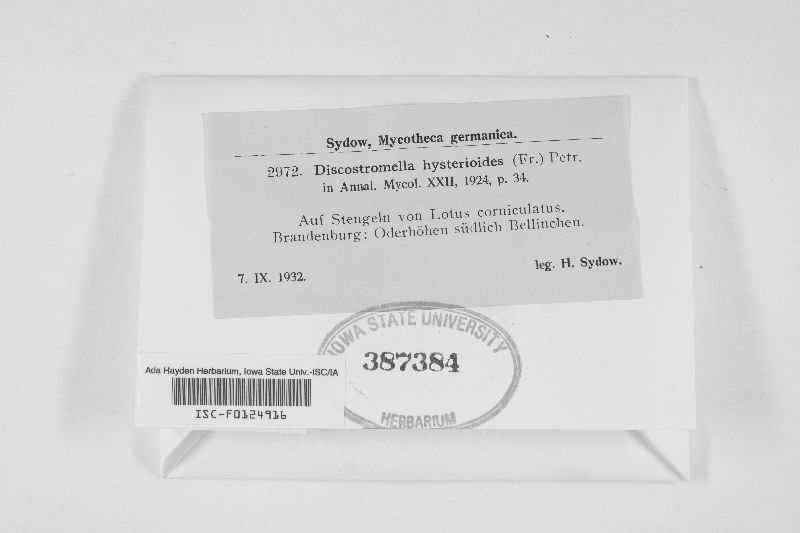 Sydow, Mycotheca germanica.
2972. Discostromella hysterioides (Fr.) Petr.
in Annal. Mycol. XXII, 1924, p. 34.
Auf Stengeln von Lotus corniculatus.
Brandenburg: Oderhöhen südlich Bellinchen.
7. IX. 1932.
leg. H. Sydow.
IOWA STATE UNIVERSITY
387384
HERBARIUM
Ada Hayden Herbarium, Iowa State Univ.-ISC/IA
ISC-F0124916